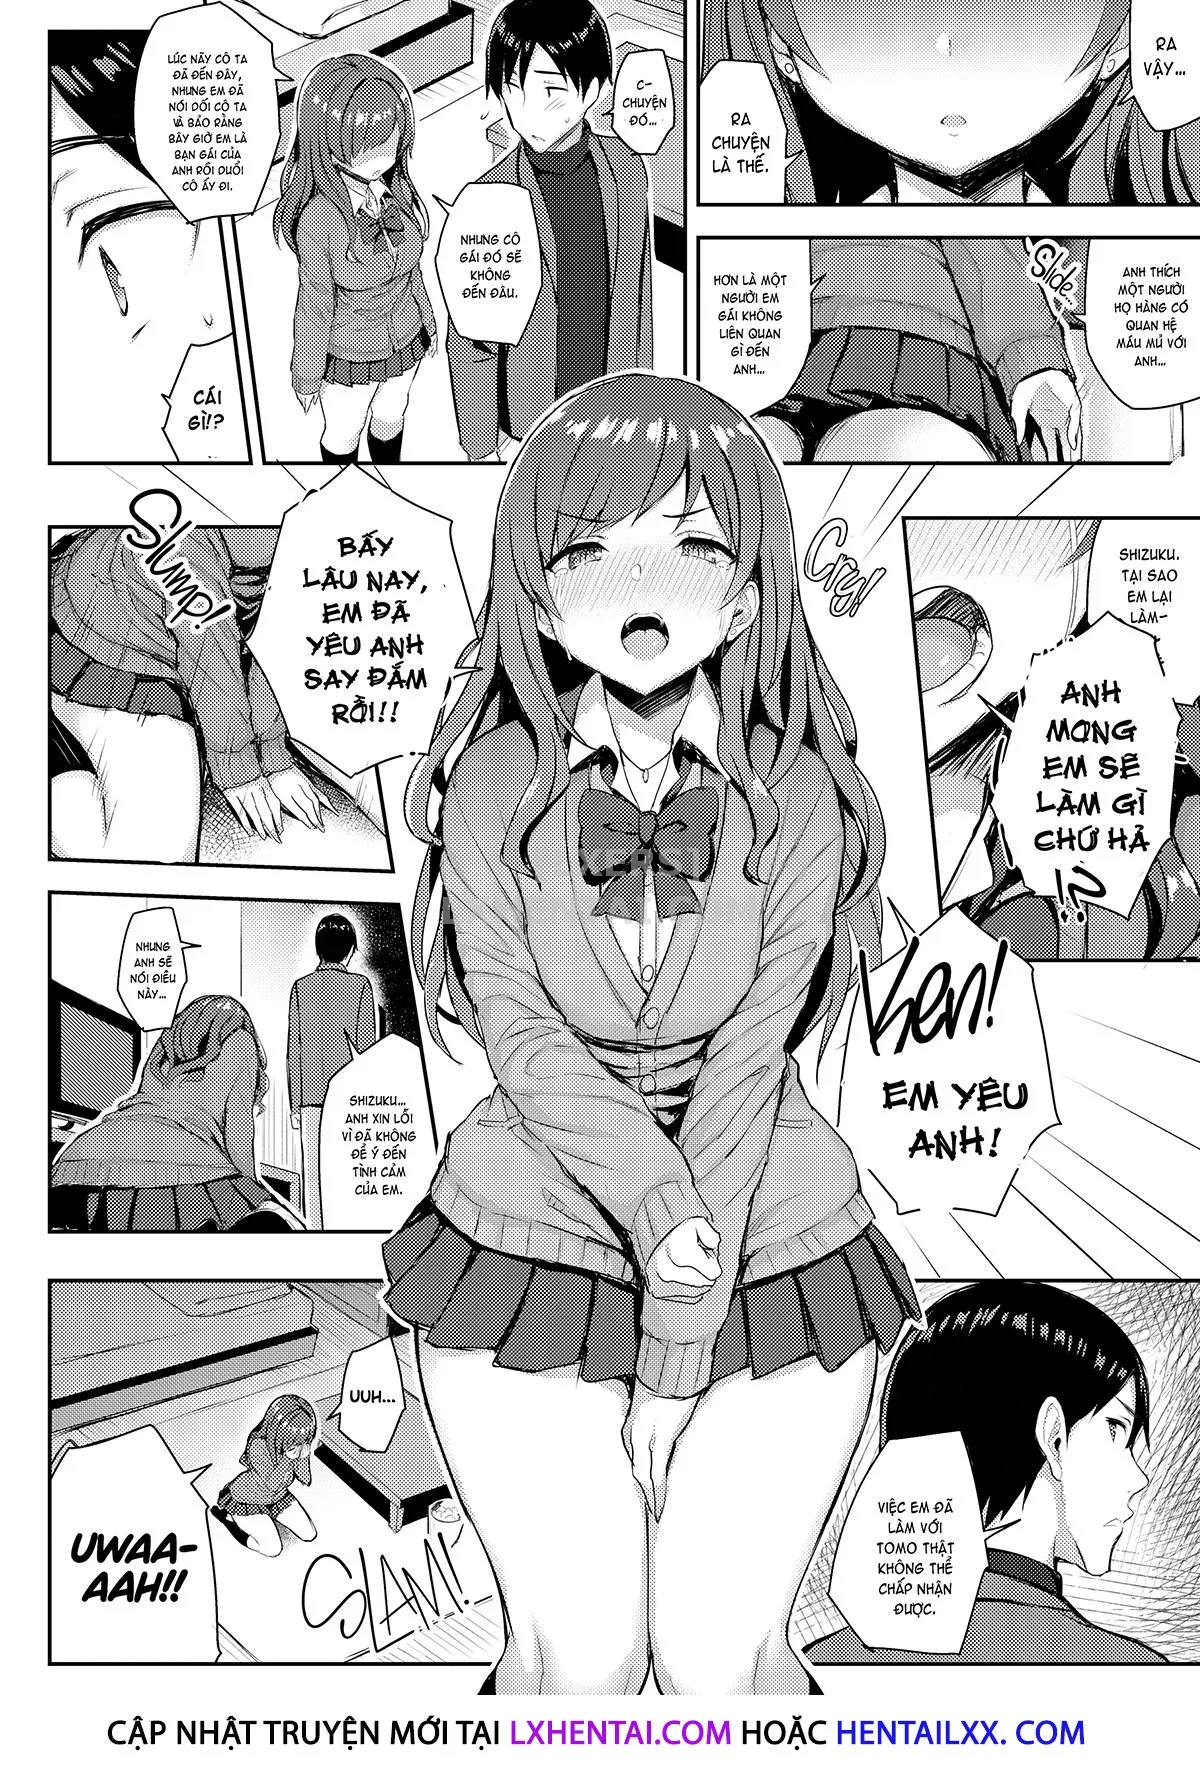 RA
VẬY.
RA
CHUYỆN
LÀ THẾ.
C-
CHUYỆN
ĐÓ...
NHƯNG CÔ
GÁI ĐÓ SẼ
KHÔNG
ĐẾN ĐÂU.
LÚC NÃY CÔ TA
ĐÃ ĐẾN ĐÂY,
NHƯNG EM ĐÃ
NÓI DỐI CÔ TA
VÀ BẢO RẰNG
BÂY GIỜ EM LÀ
BẠN GÁI CỦA
ANH RỒI DUỔI
CÔ ẤY ĐI.
CÁI
GÌ!?
Slide...
ANH THÍCH
MỘT NGƯỜI
HỌ HÀNG CÓ
QUAN HỆ
MÁU MỦ VỚI
ANH...
HƠN LÀ MỘT
NGƯỜI EM
GÁI KHÔNG
LIÊN QUAN
GÌ ĐẾN
ANH...
SHIZUKU,
TẠI SAO
EM LẠI
LÀM-
ANH
MONG
EM SẼ
LÀM GÌ
CHỨ HẢ
!?
Cry!
Ken!
EM YÊU
ANH!
BẤY
LÂU NAY,
EM ĐÃ
YÊU ANH
SAY ĐẮM
RỒI!!
Slump!
NHƯNG
ANH SẼ
NÓI ĐIỀU
NÀY...
SHIZUKU...
ANH XIN LỖI
VÌ ĐÃ KHÔNG
ĐỂ Ý ĐẾN
TÌNH CẢM
CỦA EM.
VIỆC EM ĐÃ
LÀM VỚI
TOMO THẬT
KHÔNG THỂ
CHẤP NHẬN
ĐƯỢC.
SLAM!
UUH...
UWAA-
AAH!!
CẬP NHẬT TRUYỆN MỚI TẠI LXHENTAI.COM HOẶC HENTAILXX. COM